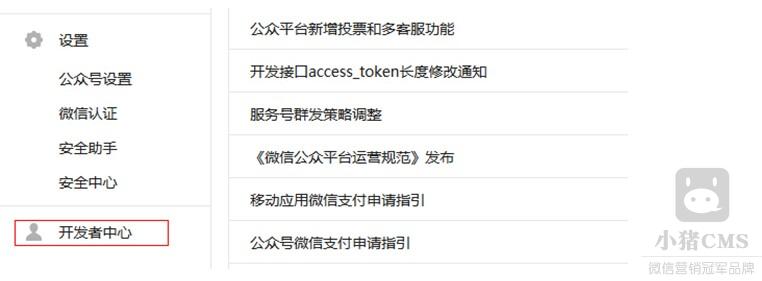 设置
公众号设置
微信认证
安全助手
安全中心
开发者中心
公众平台新增投票和多客服功能
开发接口access_token长度修改通知
服务号群发策略调整
《微信公众平台运营规范》发布
移动应用微信支付申请指引
公众号微信支付申请指引
小猪CMS
微信营销冠军品牌